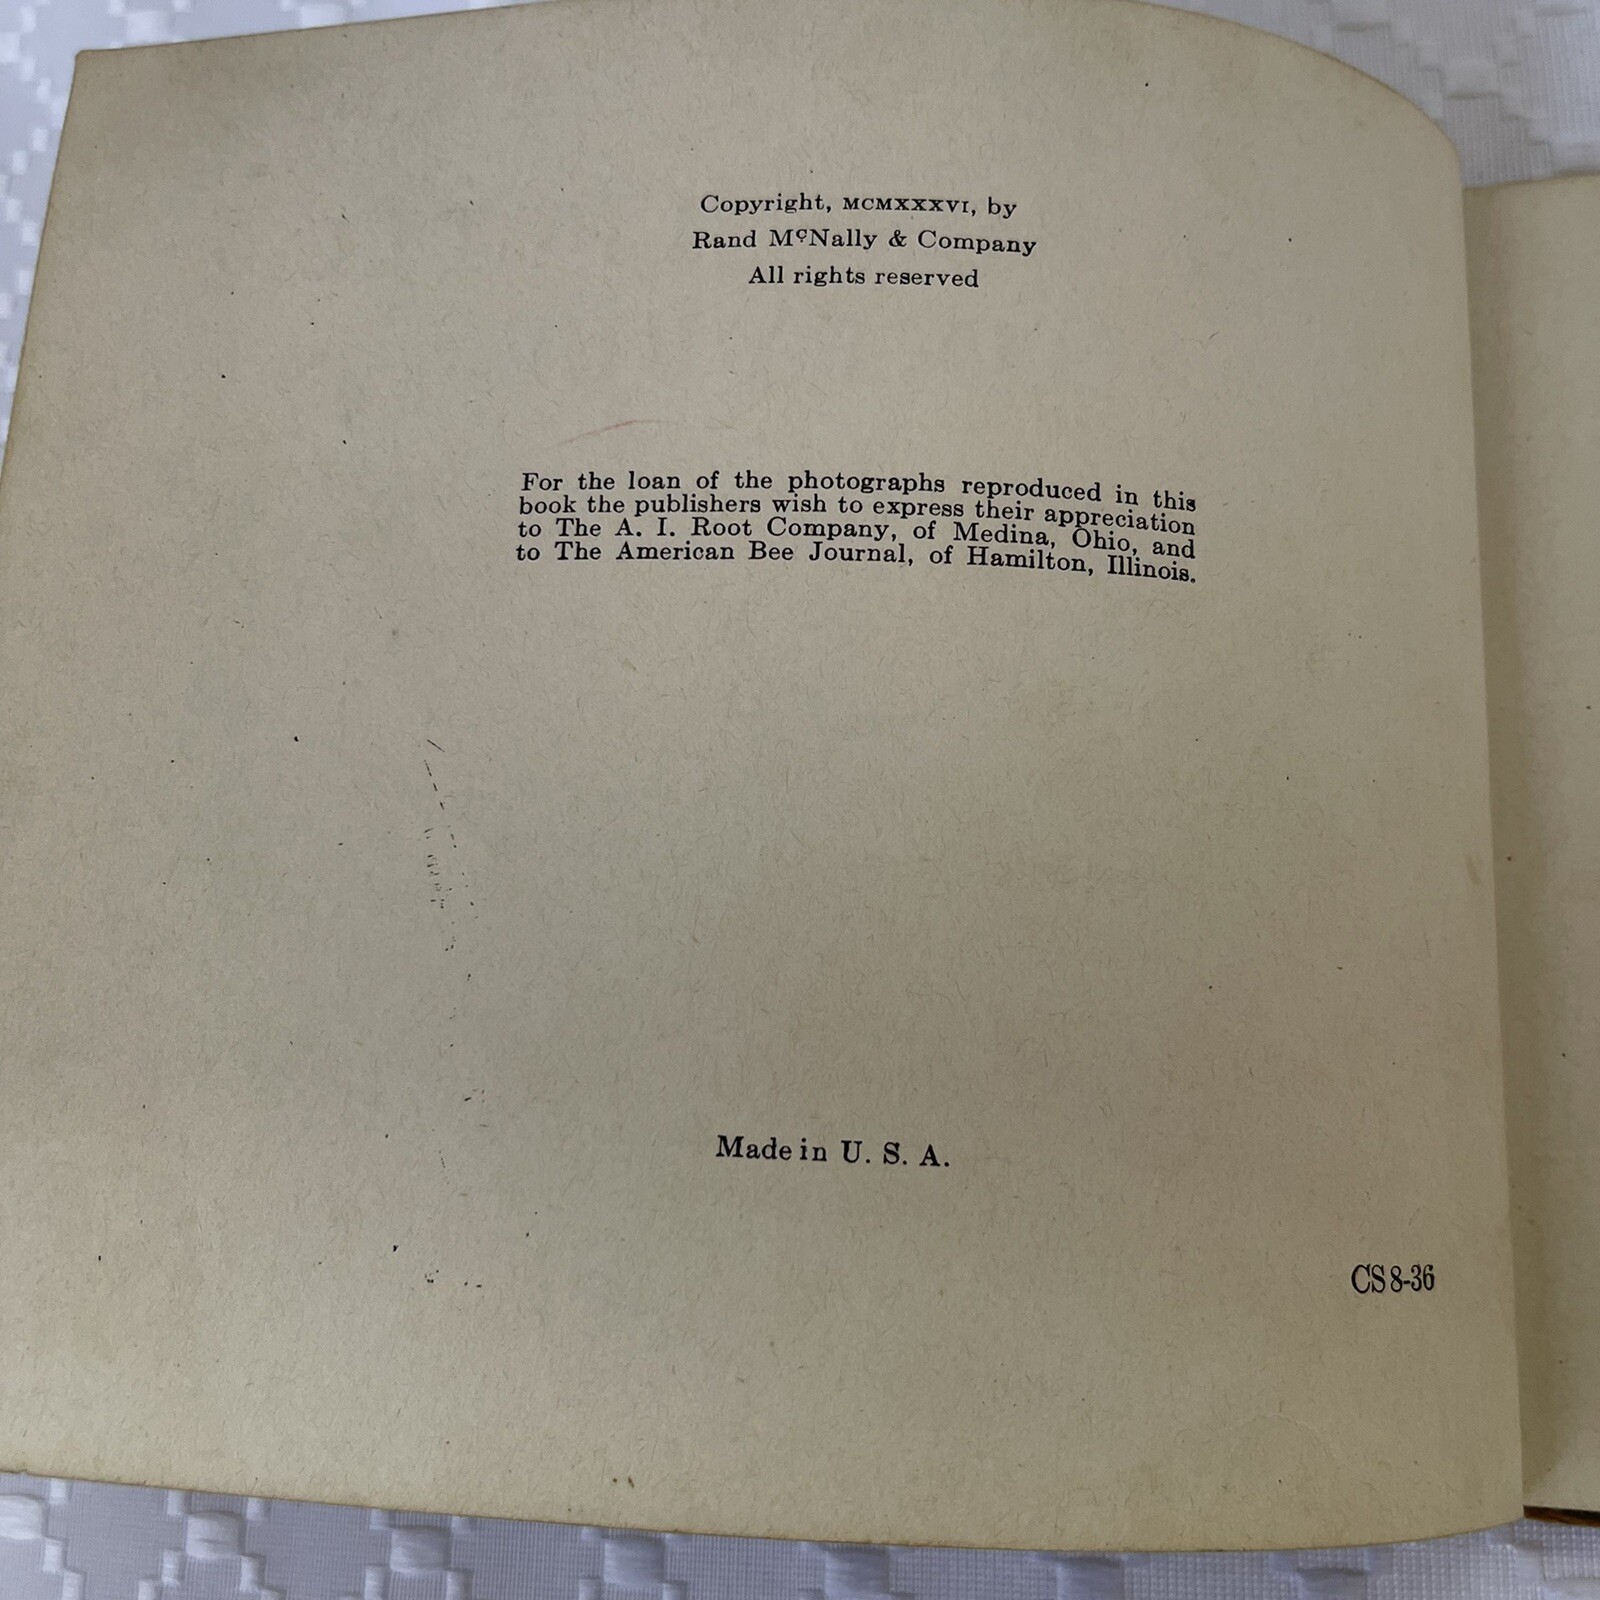 Copyright, MCMXXXVI, by
Rand McNally & Company
All rights reserved
For the loan of the photographs reproduced in this
book the publishers wish to express their appreciation
to The A. I. Root Company, of Medina, Ohio, and
to The American Bee Journal, of Hamilton, Illinois.
Made in U. S. A.
CS 8-36